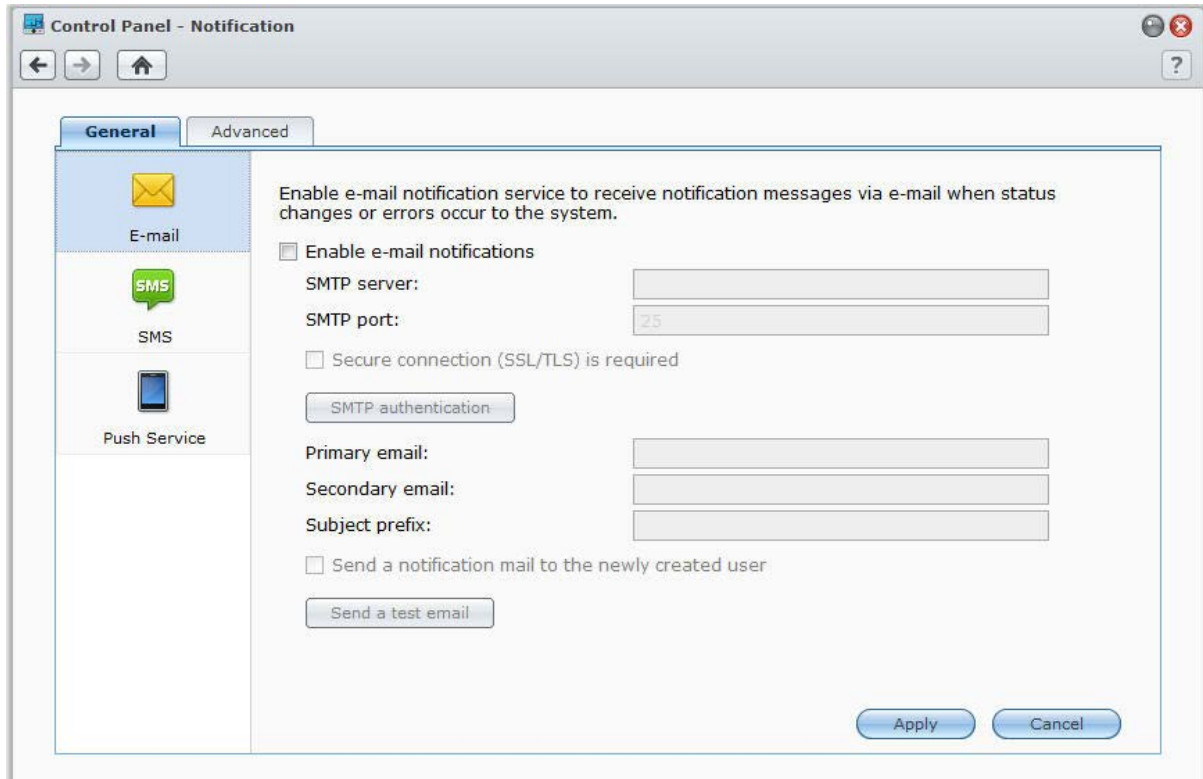 Control Panel - Notification
?
General
Advanced
E-mail
SMS
SMS
Push Service
Enable e-mail notification service to receive notification messages via e-mail when status
changes or errors occur to the system.
Enable e-mail notifications
SMTP server:
SMTP port: 25
Secure connection (SSL/TLS) is required
SMTP authentication
Primary email:
Secondary email:
Subject prefix:
Send a notification mail to the newly created user
Send a test email
Apply
Cancel